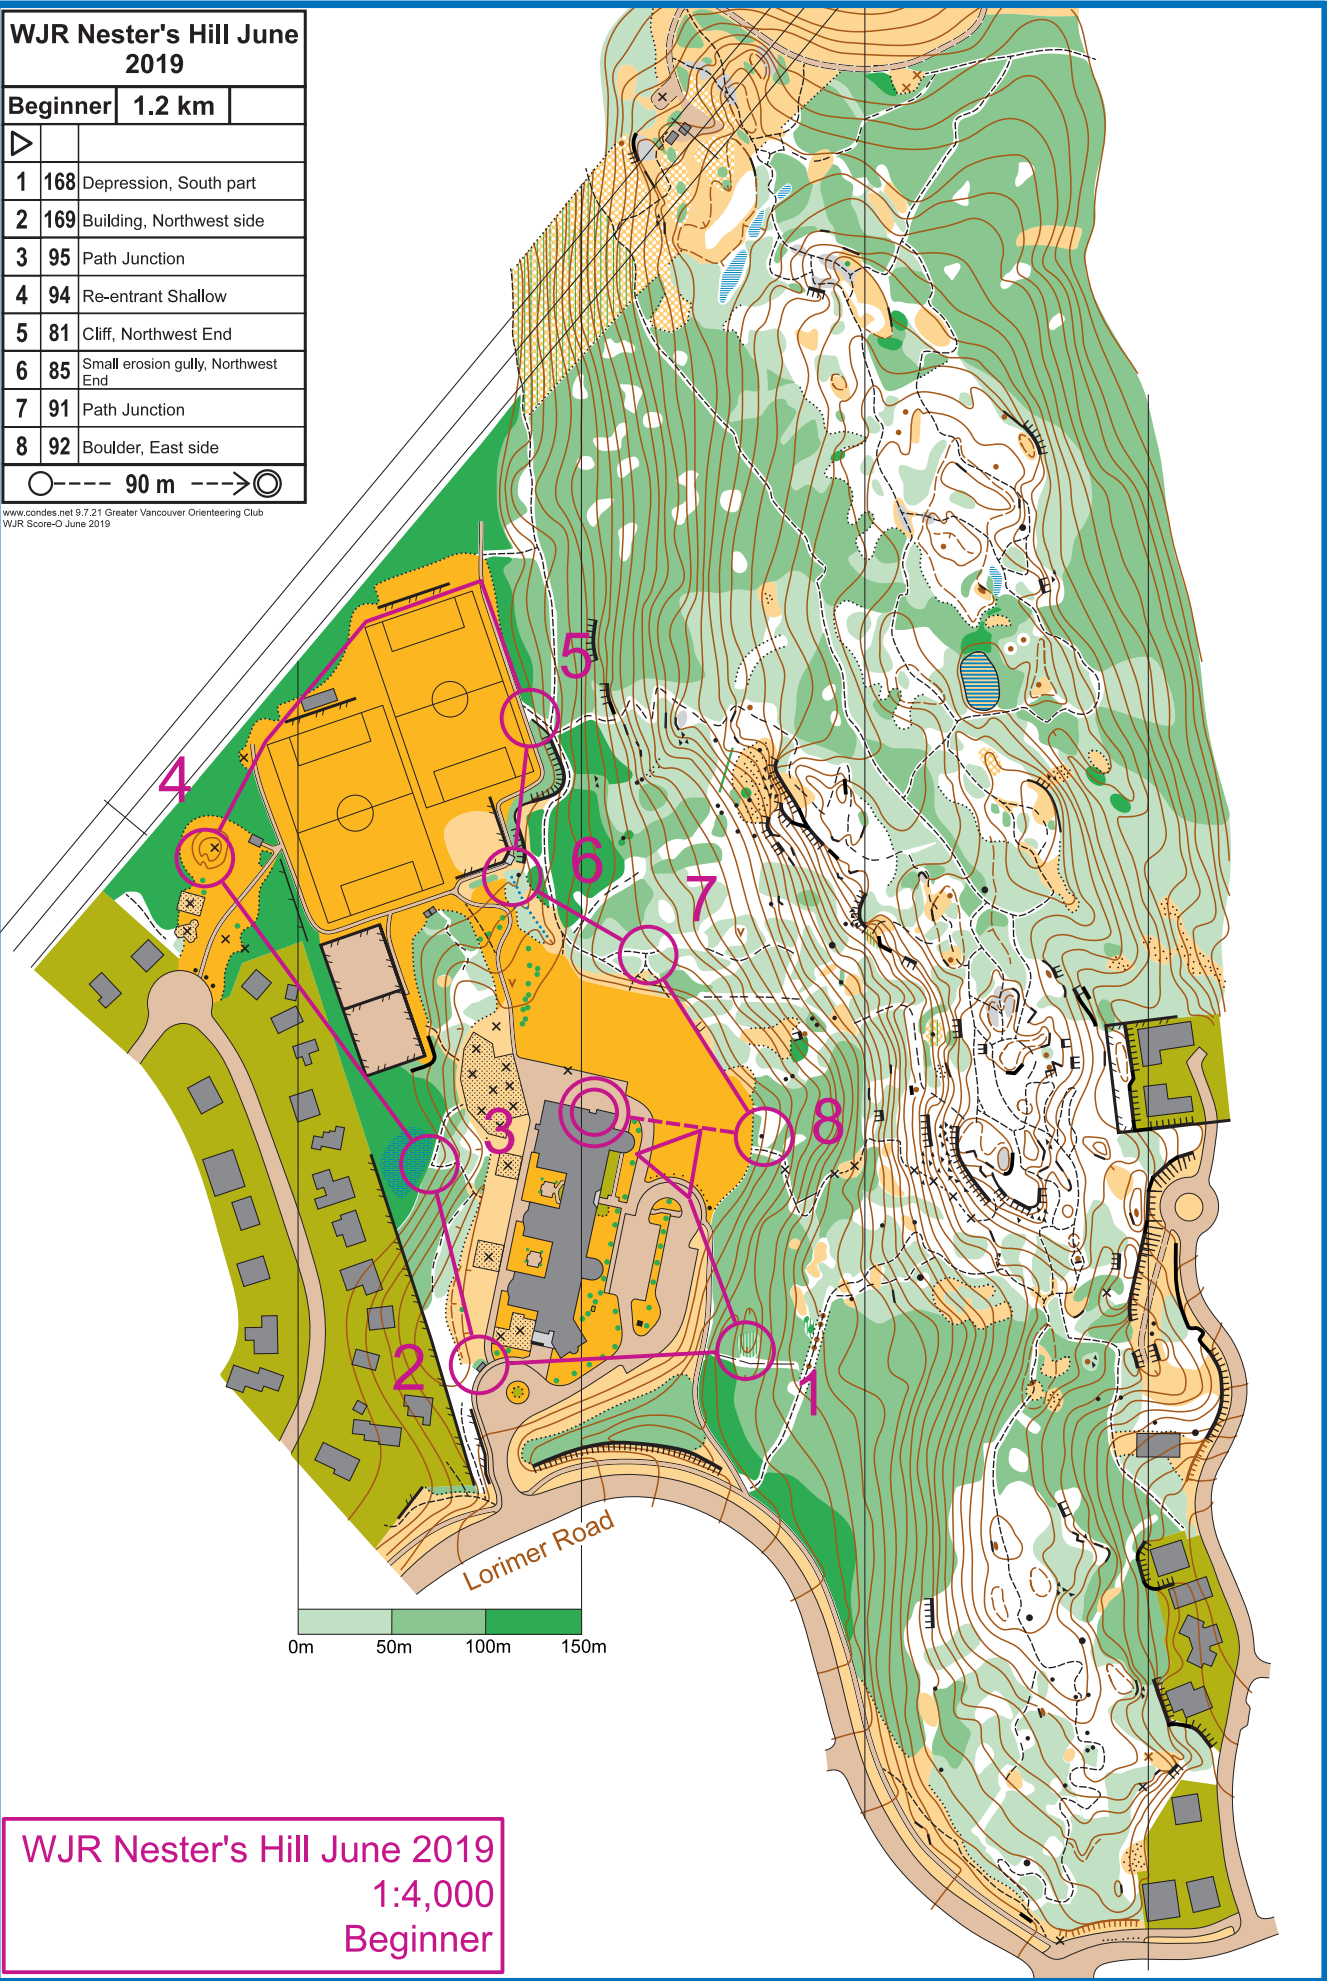 WJR Nester's Hill June
2019
Beginner 1.2 km
1 168 Depression, South part
2 169 Building, Northwest side
3 95 Path Junction
4 94 Re-entrant Shallow
5 81 Cliff, Northwest End
6 85 Small erosion gully, Northwest
End
7 91 Path Junction
8 92 Boulder, East side
90 m
www.condes.net 9.7.21 Greater Vancouver Orienteering Club
WJR Score-O June 2019
5
4
6
7
8
3
2
1
Lorimer Road
0m 50m 100m 150m
WJR Nester's Hill June 2019
1:4,000
Beginner